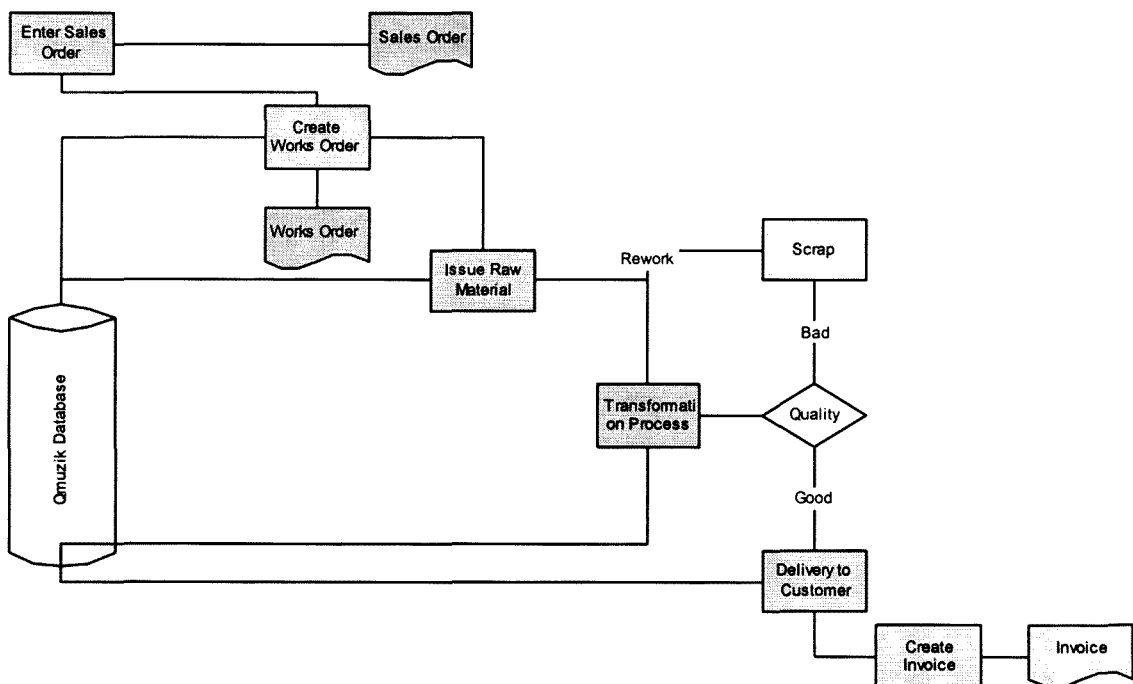 Enter Sales
Order
Sales Order
Create
Works Order
Works Order
Issue Raw
Material
Rework
Scrap
Bad
Qmuzik Database
Transformati
on Process
Quality
Good
Delivery to
Customer
Create
Invoice
Invoice